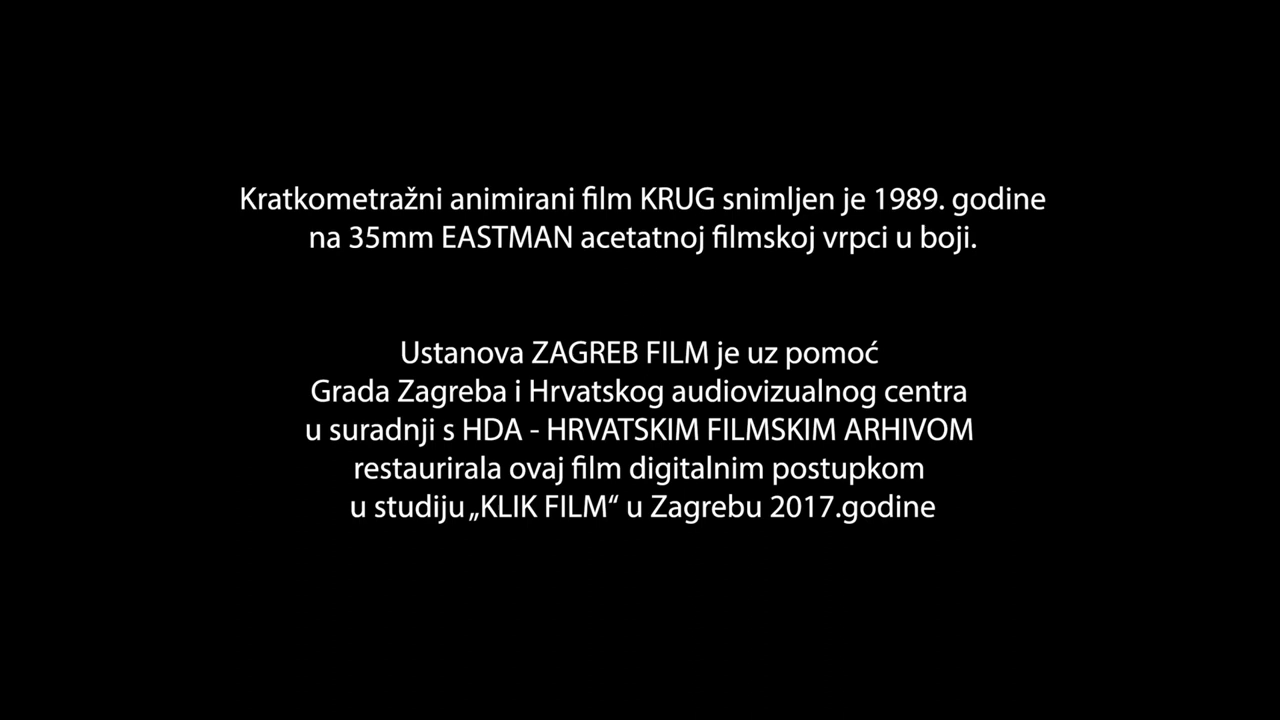 Kratkometražni animirani film KRUG snimljen je 1989. godine
na 35mm EASTMAN acetatnoj filmskoj vrpci u boji.
Ustanova ZAGREB FILM je uz pomoć
Grada Zagreba i Hrvatskog audiovizualnog centra
u suradnji s HDA - HRVATSKIM FILMSKIM ARHIVOM
restaurirala ovaj film digitalnim postupkom
u studiju „KLIK FILM“ u Zagrebu 2017.godine